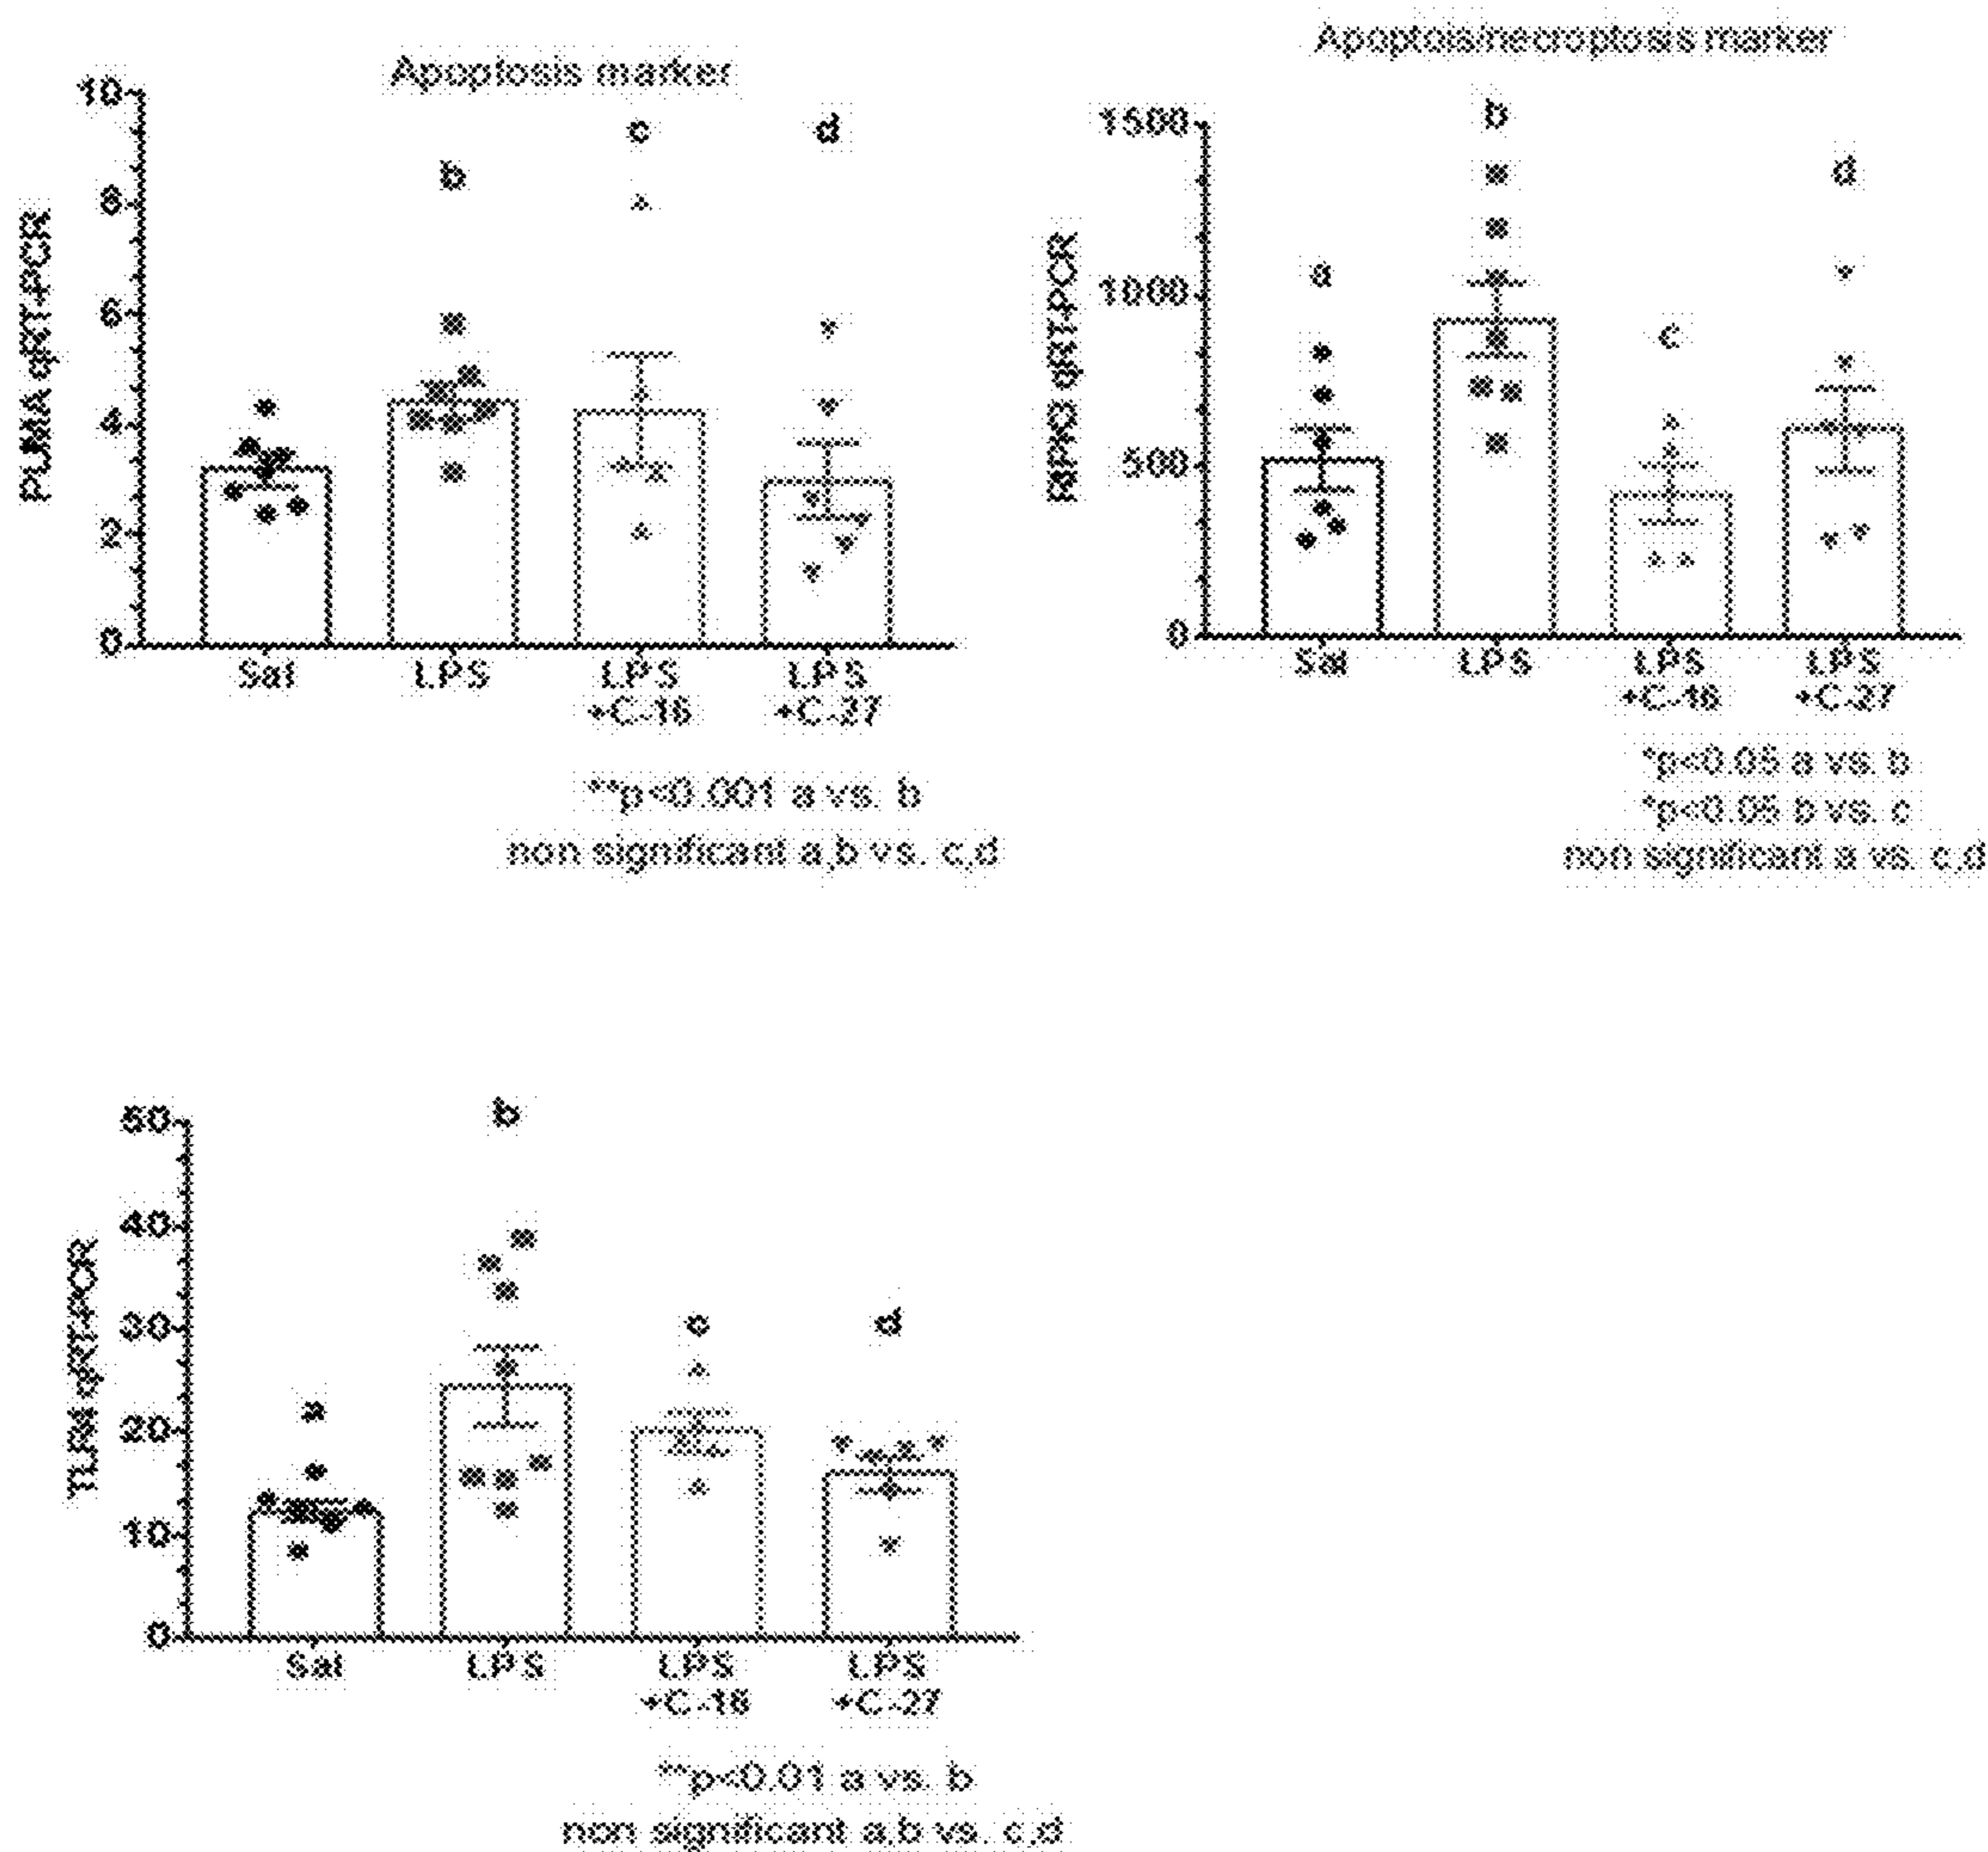 Apoptosis marker
PUMA qRT-PCR
10
8
6
4
2
0
b
c
d
Sal
LPS
LPS
+C-16
LPS
+C-27
**p<0.001 a vs. b
non significant a,b vs. c,d
Apoptois/necroptosis marker
RIPK3 qRT-PCR
1500
1000
500
0
a
b
c
d
Sal
LPS
LPS
+C-16
LPS
+C-27
*p<0.05 a vs. b
*p<0.05 b vs. c
non significant a vs. c,d
TLR4 qRT-PCR
50
40
30
20
10
0
a
b
c
d
Sal
LPS
LPS
+C-16
LPS
+C-27
**p<0.01 a vs. b
non significant a,b vs. c,d